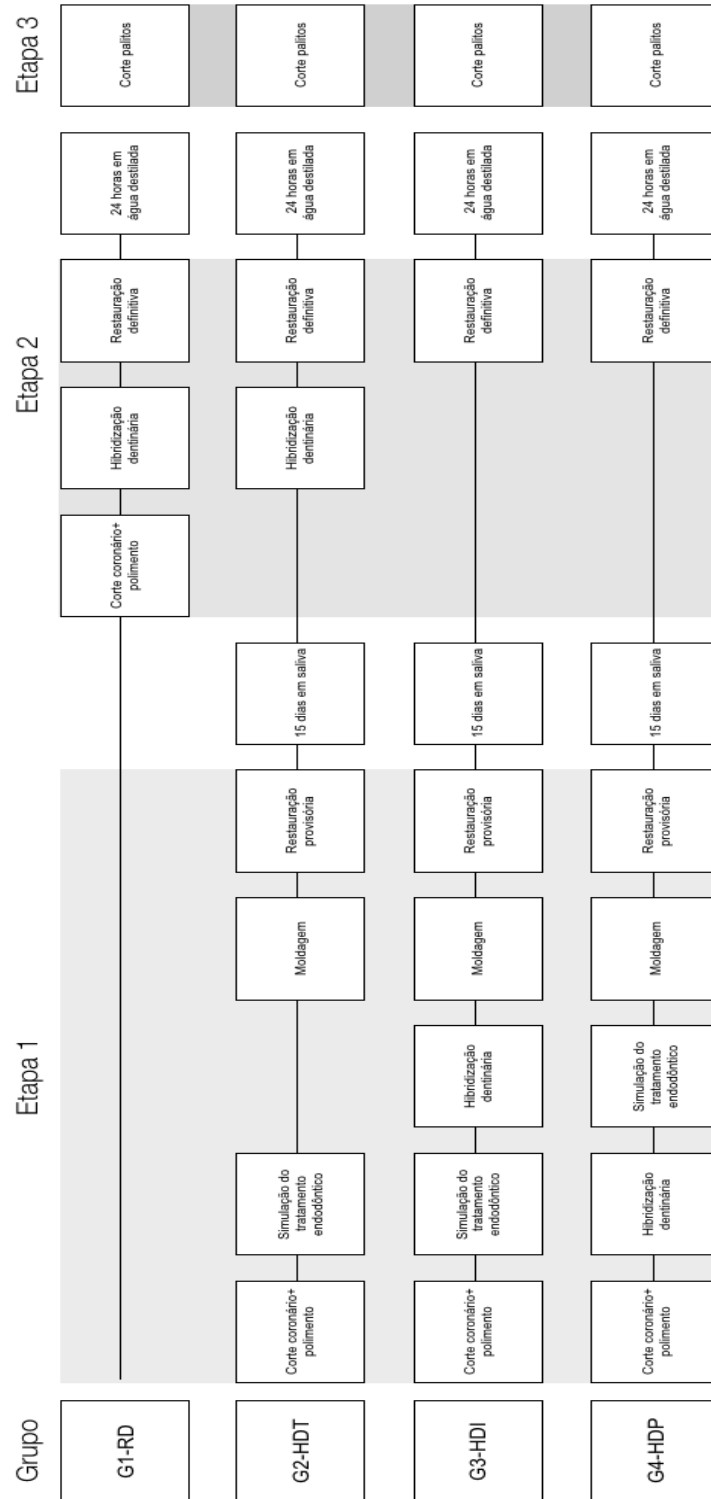 Grupo
Etapa 1
Etapa 2
Etapa 3
G1-RD
Corte coronário+
polimento
Hibridização
dentinária
Restauração
definitiva
24 horas em
água destilada
Corte palitos
G2-HDT
Corte coronário+
polimento
Simulação do
tratamento
endodôntico
Moldagem
Restauração
provisória
15 dias em saliva
Hibridização
dentinária
Restauração
definitiva
24 horas em
água destilada
Corte palitos
G3-HDI
Corte coronário+
polimento
Simulação do
tratamento
endodôntico
Hibridização
dentinária
Moldagem
Restauração
provisória
15 dias em saliva
Restauração
definitiva
24 horas em
água destilada
Corte palitos
G4-HDP
Corte coronário+
polimento
Hibridização
dentinária
Simulação do
tratamento
endodôntico
Moldagem
Restauração
provisória
15 dias em saliva
Restauração
definitiva
24 horas em
água destilada
Corte palitos